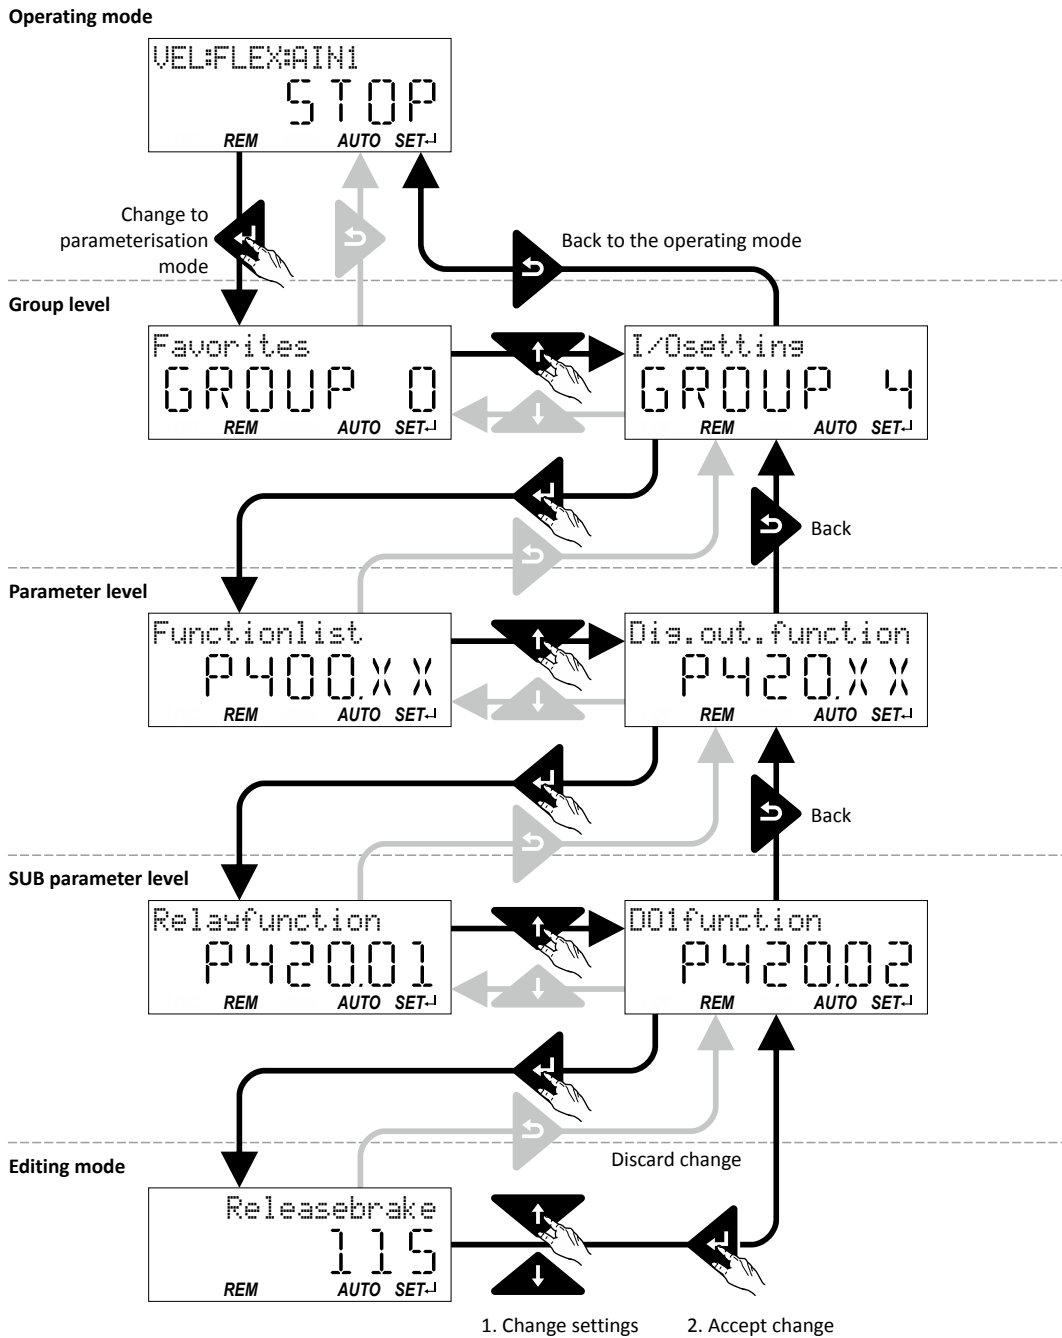 Operating mode
VEL:FLEX:AIN1
STOP
REM AUTO SET
Change to
parameterisation
mode
Back to the operating mode
Group level
Favorites
GROUP 0
REM AUTO SET
I/Osetting
GROUP 4
REM AUTO SET
Back
Parameter level
Functionlist
P400.XX
REM AUTO SET
Dig.out.function
P420.XX
REM AUTO SET
Back
SUB parameter level
Relayfunction
P420.01
REM AUTO SET
DO1function
P420.02
REM AUTO SET
Discard change
Editing mode
Releasebrake
115
REM AUTO SET
1. Change settings
2. Accept change